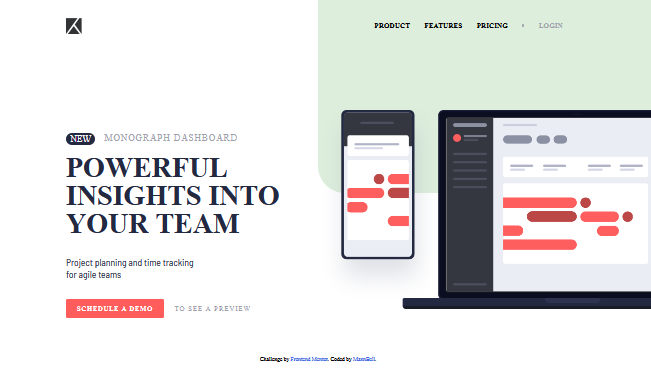 PRODUCT FEATURES PRICING • LOGIN
NEW MONOGRAPH DASHBOARD
POWERFUL
INSIGHTS INTO
YOUR TEAM
Project planning and time tracking
for agile teams
SCHEDULE A DEMO TO SEE A PREVIEW
Challenge by Frontend Mentor. Coded by